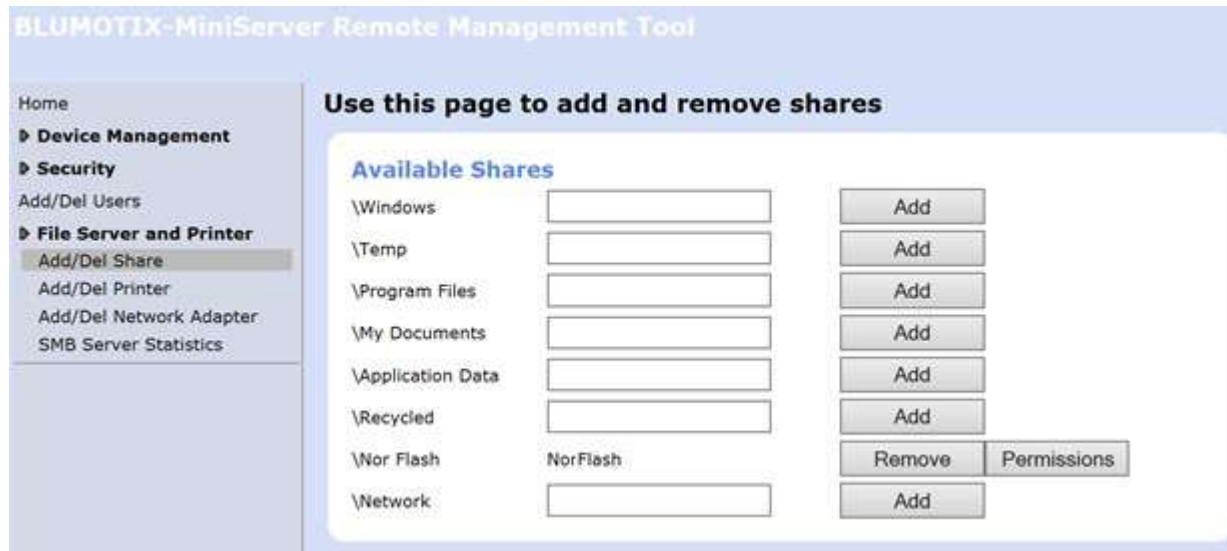 BLUMOTIX-MiniServer Remote Management Tool
Home
Device Management
Security
Add/Del Users
File Server and Printer
Add/Del Share
Add/Del Printer
Add/Del Network Adapter
SMB Server Statistics
Use this page to add and remove shares
Available Shares
\Windows Add
\Temp Add
\Program Files Add
\My Documents Add
\Application Data Add
\Recycled Add
\Nor Flash NorFlash Remove Permissions
\Network Add